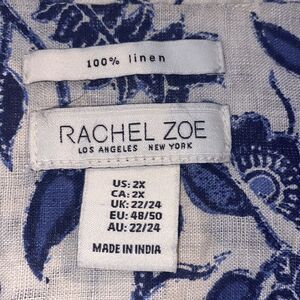 100% linen
RACHEL ZOE
LOS ANGELES NEW YORK
US: 2X
CA: 2X
UK: 22/24
EU: 48/50
AU: 22/24
MADE IN INDIA